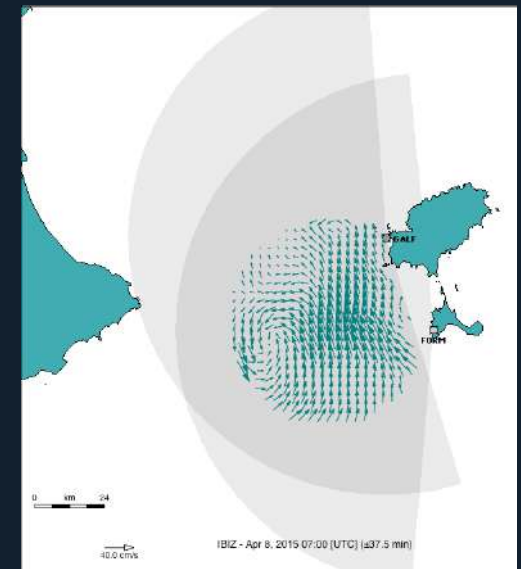 GALF
FORM
0 km 24
40.0 cm/s
IBIZ - Apr 8, 2015 07:00 [UTC] (±37.5 min)